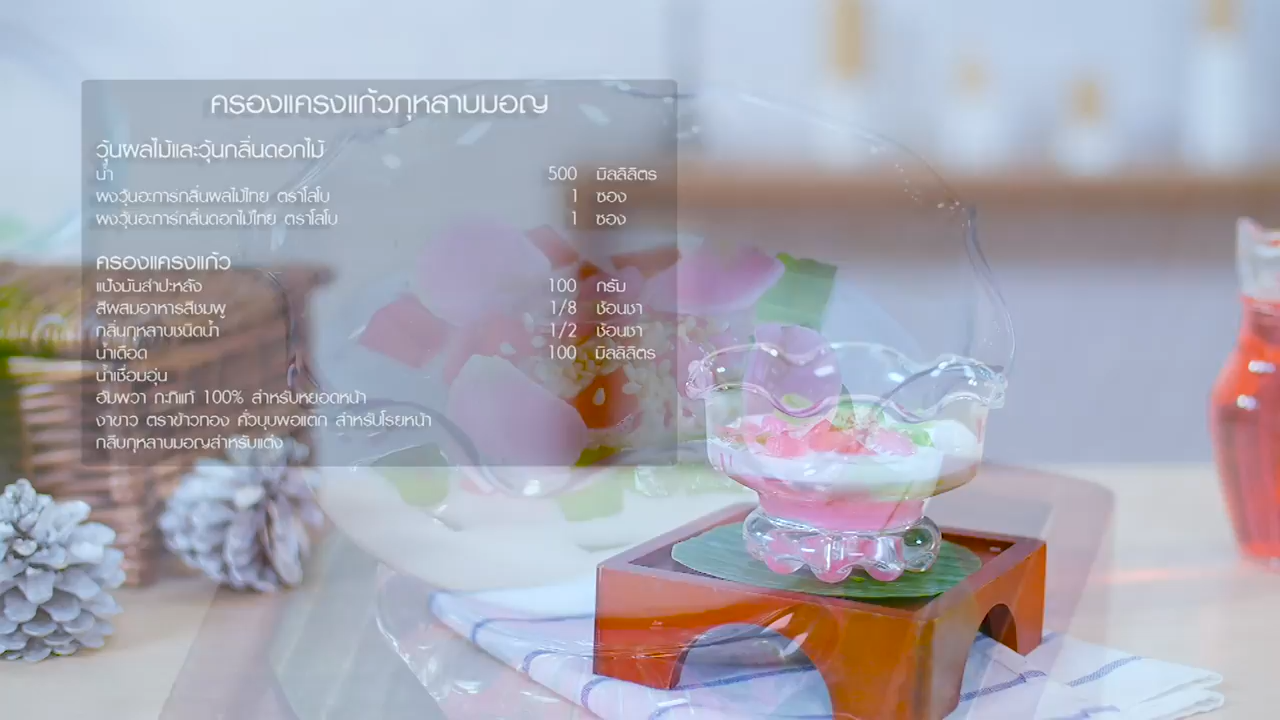 ครองแครงแก้วกุหลาบมอญ
วุ้นผลไม้และวุ้นกลิ่นดอกไม้
น้ำ 500 มิลลิลิตร
ผงวุ้นอะการ์กลิ่นผลไม้ไทย ตราโลโบ 1 ซอง
ผงวุ้นอะการ์กลิ่นดอกไม้ไทย ตราโลโบ 1 ซอง
ครองแครงแก้ว
แป้งมันสำปะหลัง 100 กรัม
สีผสมอาหารสีชมพู 1/8 ช้อนชา
กลิ่นกุหลาบชนิดน้ำ 1/2 ช้อนชา
น้ำเดือด 100 มิลลิลิตร
น้ำเชื่อมอุ่น
อัมพวา กะทิแท้ 100% สำหรับหยอดหน้า
งาขาว ตราข้าวทอง คั่วบุบพอแตก สำหรับโรยหน้า
กลีบกุหลาบมอญสำหรับแต่ง